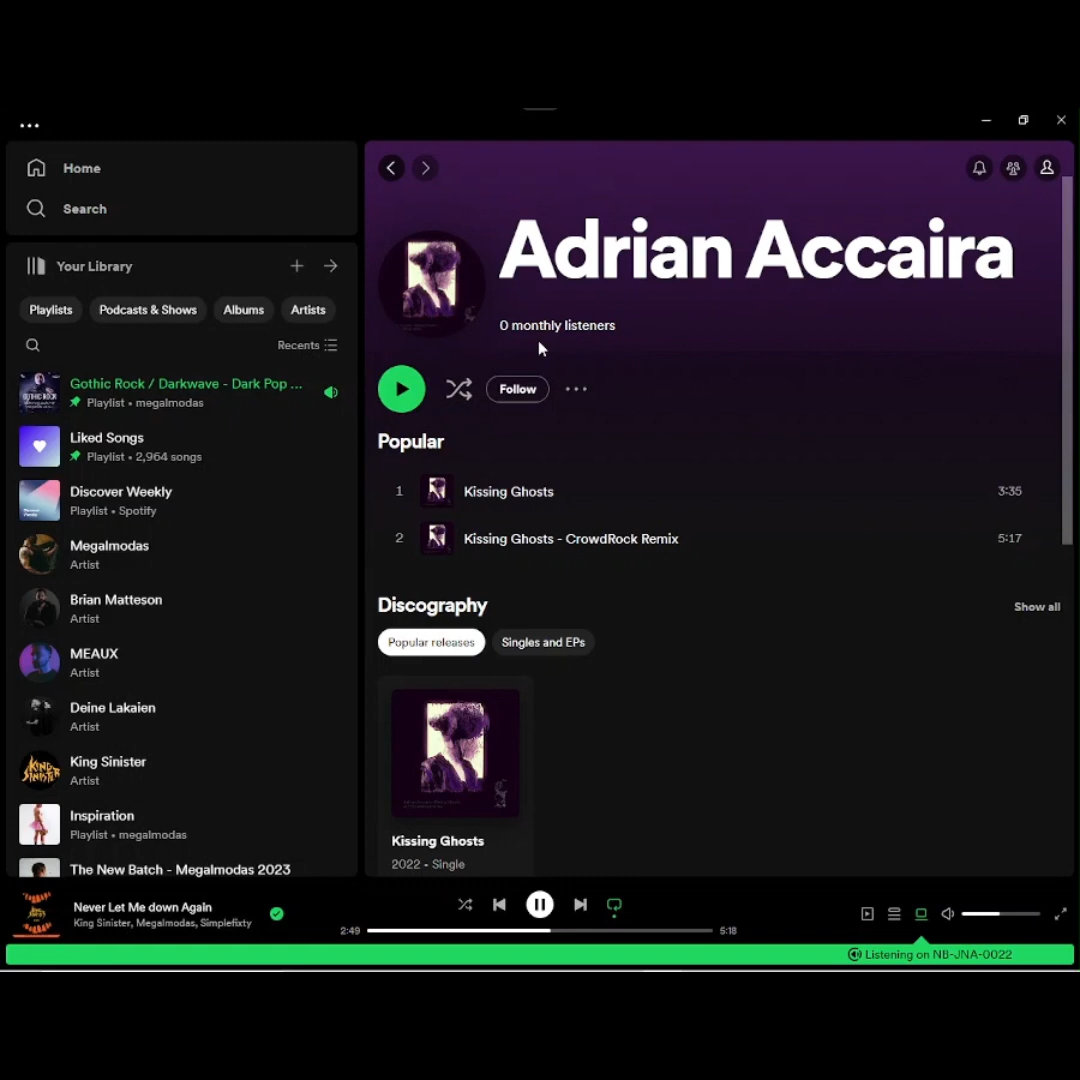 Home
Search
Your Library
Playlists
Podcasts & Shows
Albums
Artists
Recents
Gothic Rock / Darkwave - Dark Pop ...
Playlist • megalmodas
Liked Songs
Playlist • 2,964 songs
Discover Weekly
Playlist • Spotify
Megalmodas
Artist
Brian Matteson
Artist
MEAUX
Artist
Deine Lakaien
Artist
King Sinister
Artist
Inspiration
Playlist • megalmodas
The New Batch - Megalmodas 2023
Adrian Accaira
0 monthly listeners
Follow
Popular
1 Kissing Ghosts 3:35
2 Kissing Ghosts - CrowdRock Remix 5:17
Discography
Show all
Popular releases
Singles and EPs
Kissing Ghosts
2022 • Single
Never Let Me down Again
King Sinister, Megalmodas, Simplefixty
2:49
5:18
Listening on NB-JNA-0022